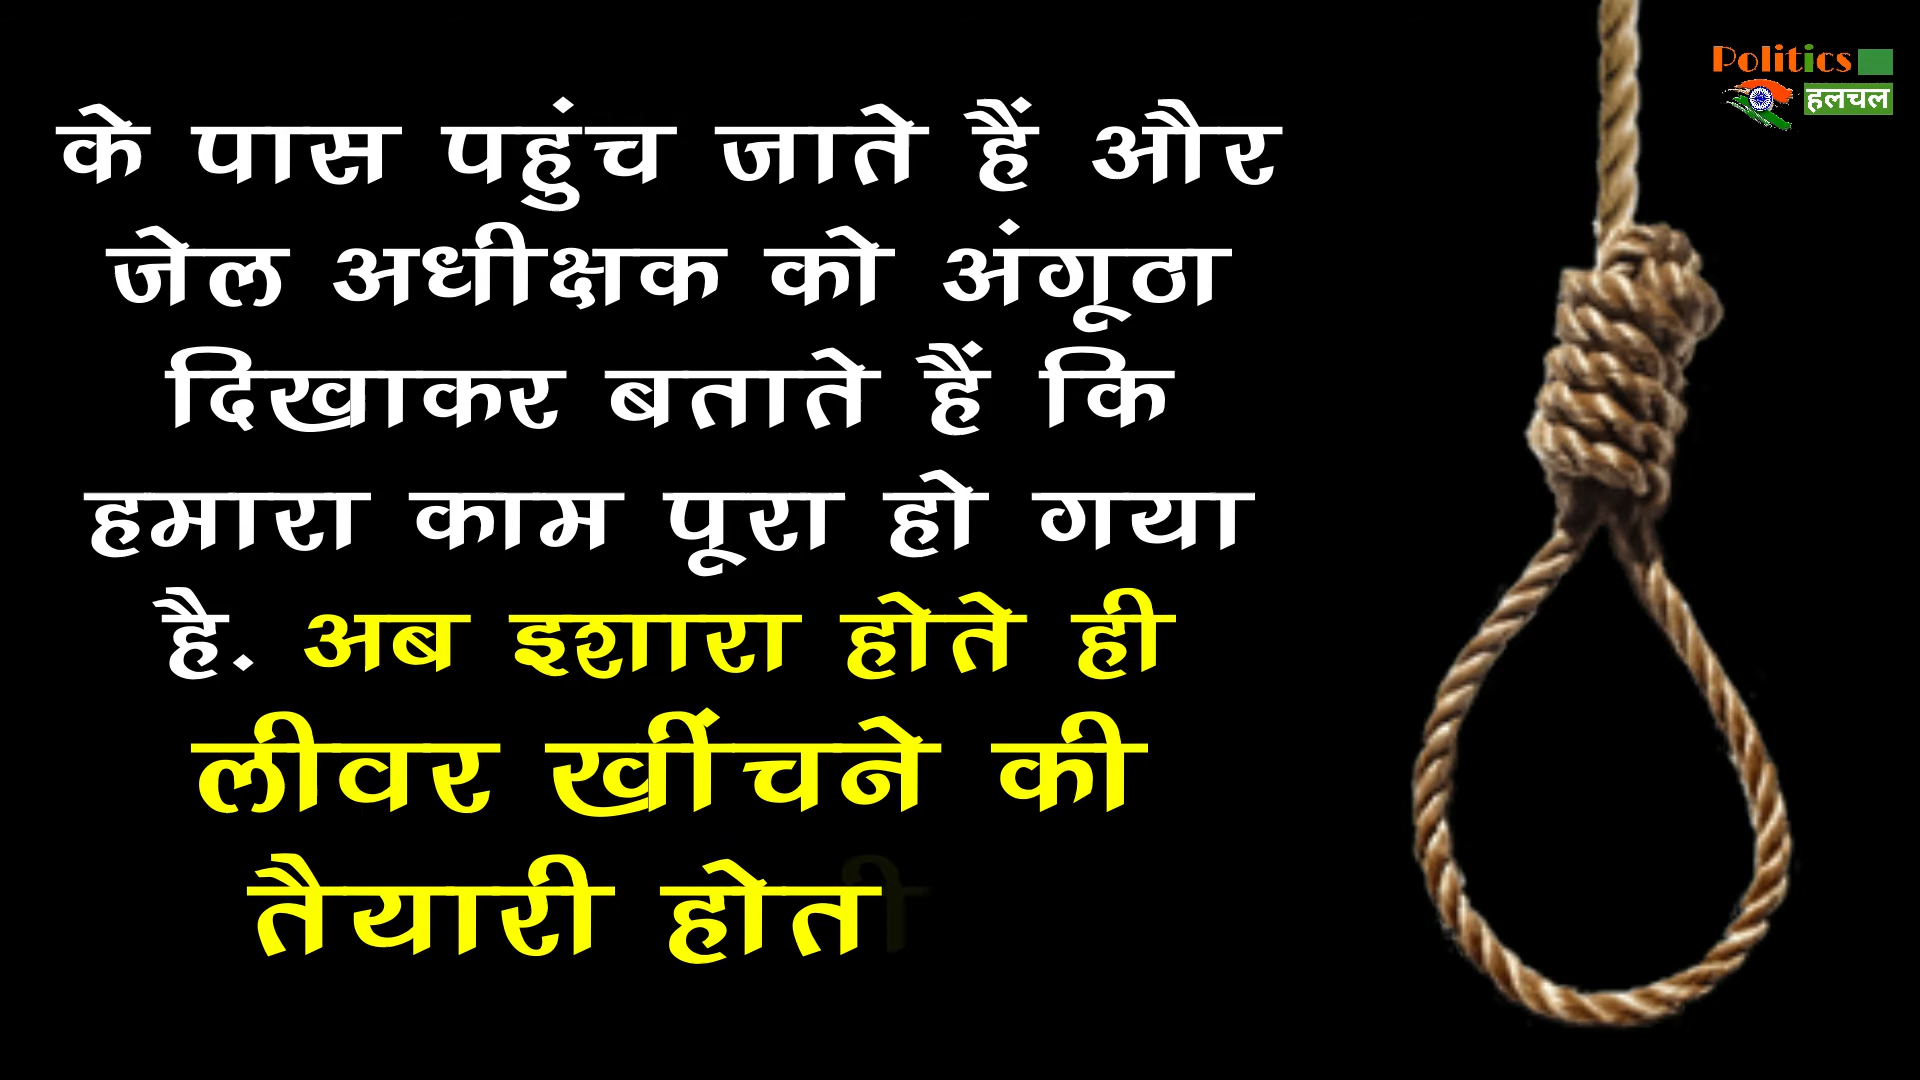 Politics
हलचल
के पास पहुंच जाते हैं और
जेल अधीक्षक को अंगूठा
दिखाकर बताते हैं कि
हमारा काम पूरा हो गया
है. अब इशारा होते ही
लीवर खींचने की
तैयारी होती